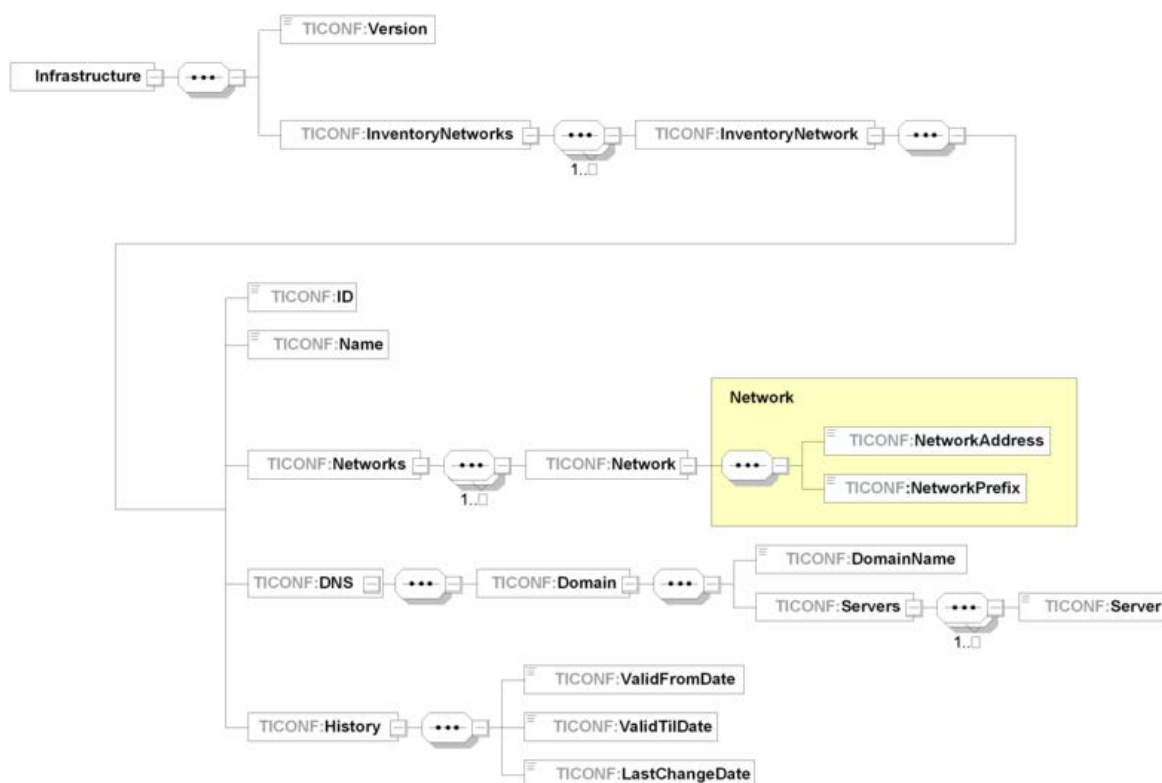 TICONF:Version
Infrastructure
TICONF:InventoryNetworks
TICONF:InventoryNetwork
1..□
TICONF:ID
TICONF:Name
Network
TICONF:NetworkAddress
TICONF:Networks
TICONF:Network
TICONF:NetworkPrefix
1..□
TICONF:DomainName
TICONF:DNS
TICONF:Domain
TICONF:Servers
TICONF:Server
1..□
TICONF:ValidFromDate
TICONF:History
TICONF:ValidTilDate
TICONF:LastChangeDate